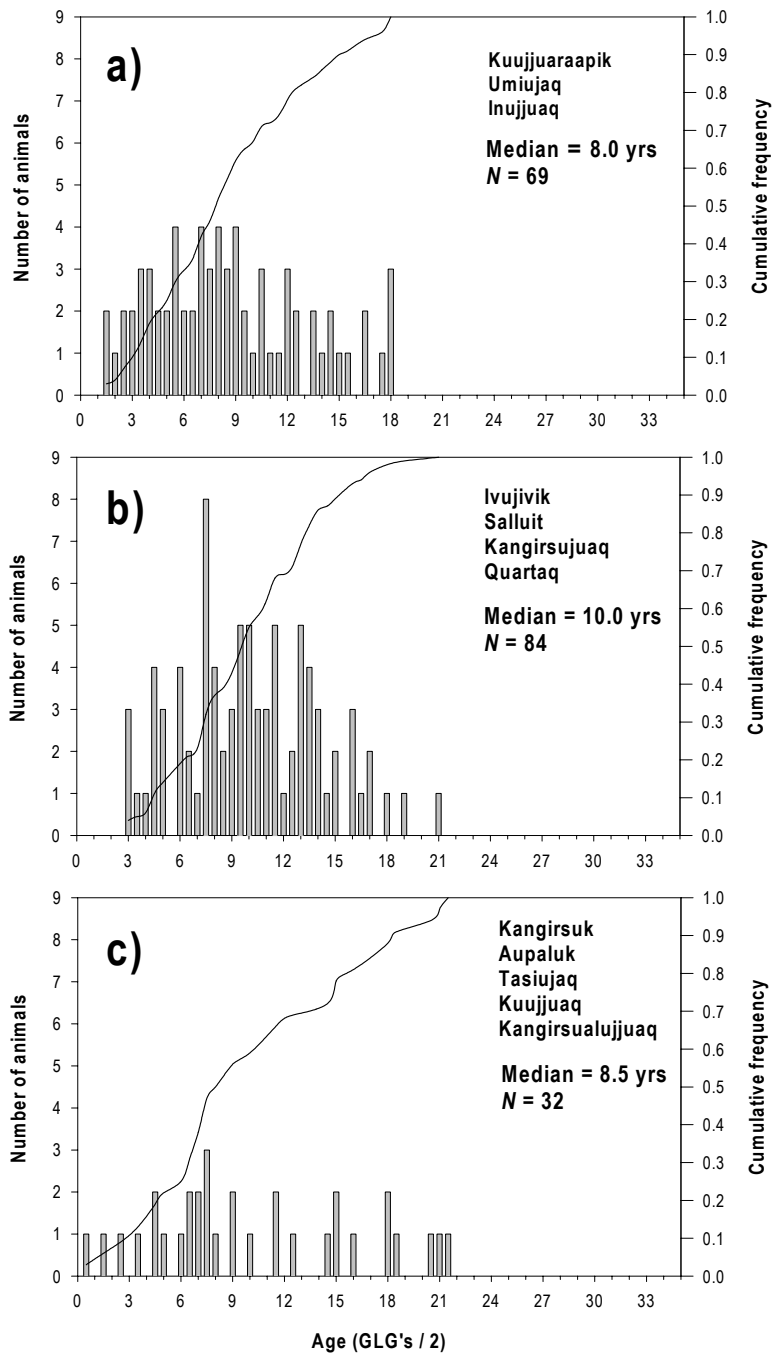 a)
Kuujjuaraapik
Umiujaq
Inujjuaq
Median = 8.0 yrs
N = 69
Number of animals
9
8
7
6
5
4
3
2
1
0
Cumulative frequency
1.0
0.9
0.8
0.7
0.6
0.5
0.4
0.3
0.2
0.1
0.0
0 3 6 9 12 15 18 21 24 27 30 33
b)
Ivujivik
Salluit
Kangirsujuaq
Quartaq
Median = 10.0 yrs
N = 84
Number of animals
9
8
7
6
5
4
3
2
1
0
Cumulative frequency
1.0
0.9
0.8
0.7
0.6
0.5
0.4
0.3
0.2
0.1
0.0
0 3 6 9 12 15 18 21 24 27 30 33
c)
Kangirsuk
Aupaluk
Tasiujaq
Kuujjuaq
Kangirsualujjuaq
Median = 8.5 yrs
N = 32
Number of animals
9
8
7
6
5
4
3
2
1
0
Cumulative frequency
1.0
0.9
0.8
0.7
0.6
0.5
0.4
0.3
0.2
0.1
0.0
0 3 6 9 12 15 18 21 24 27 30 33
Age (GLG's / 2)